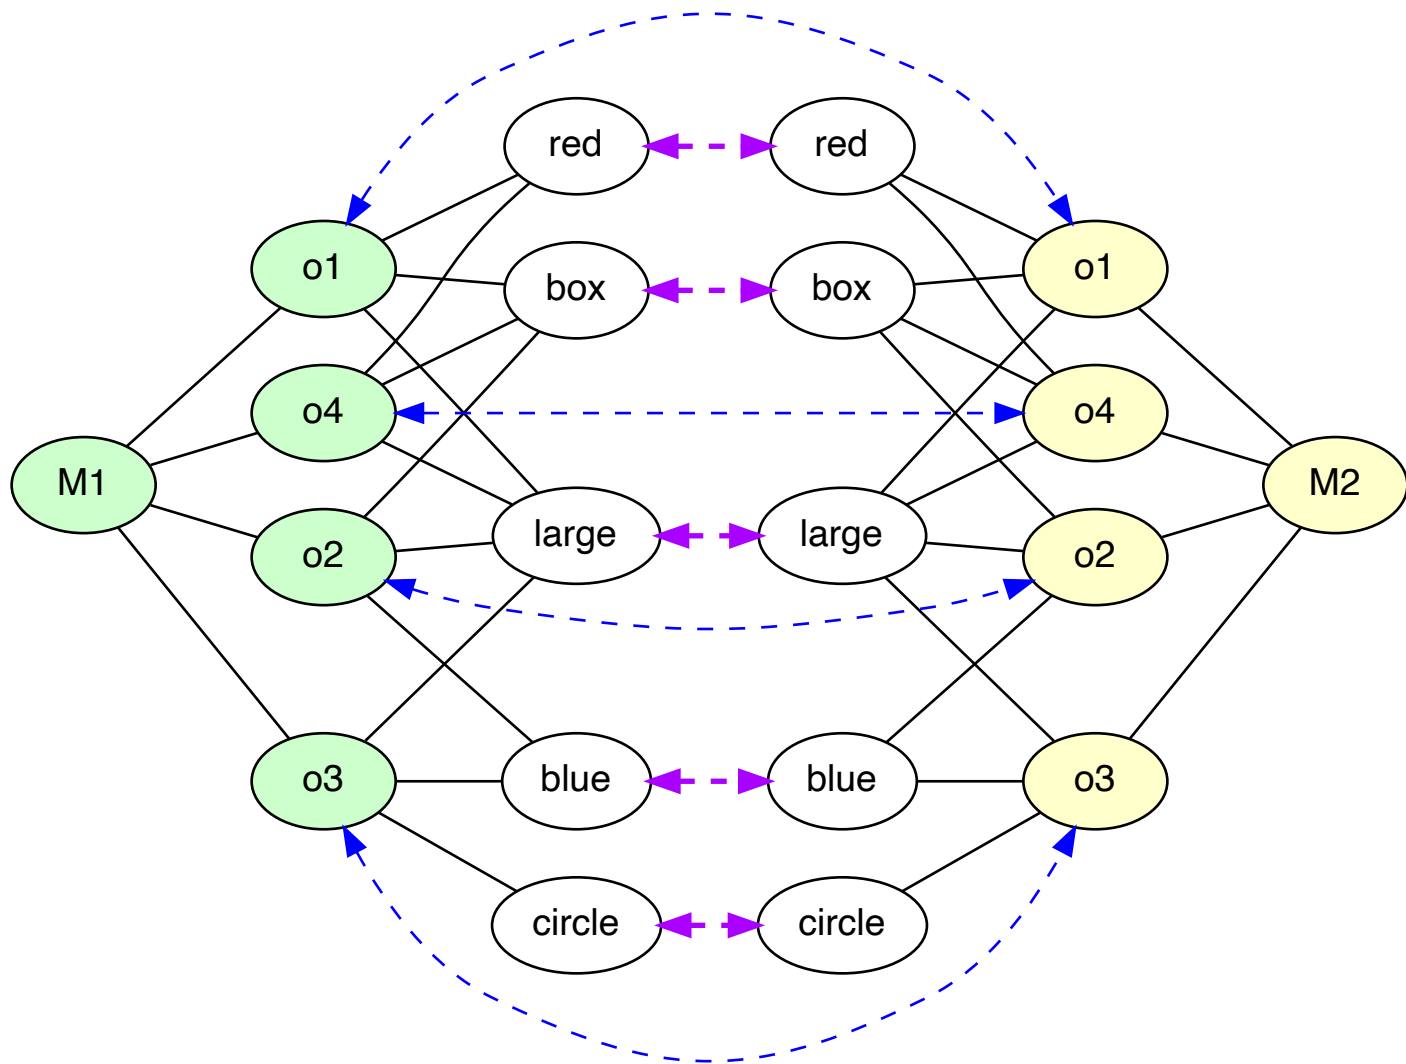 red red
o1 box box o1
o4 o4
M1 large large M2
o2 o2
o3 blue blue o3
circle circle